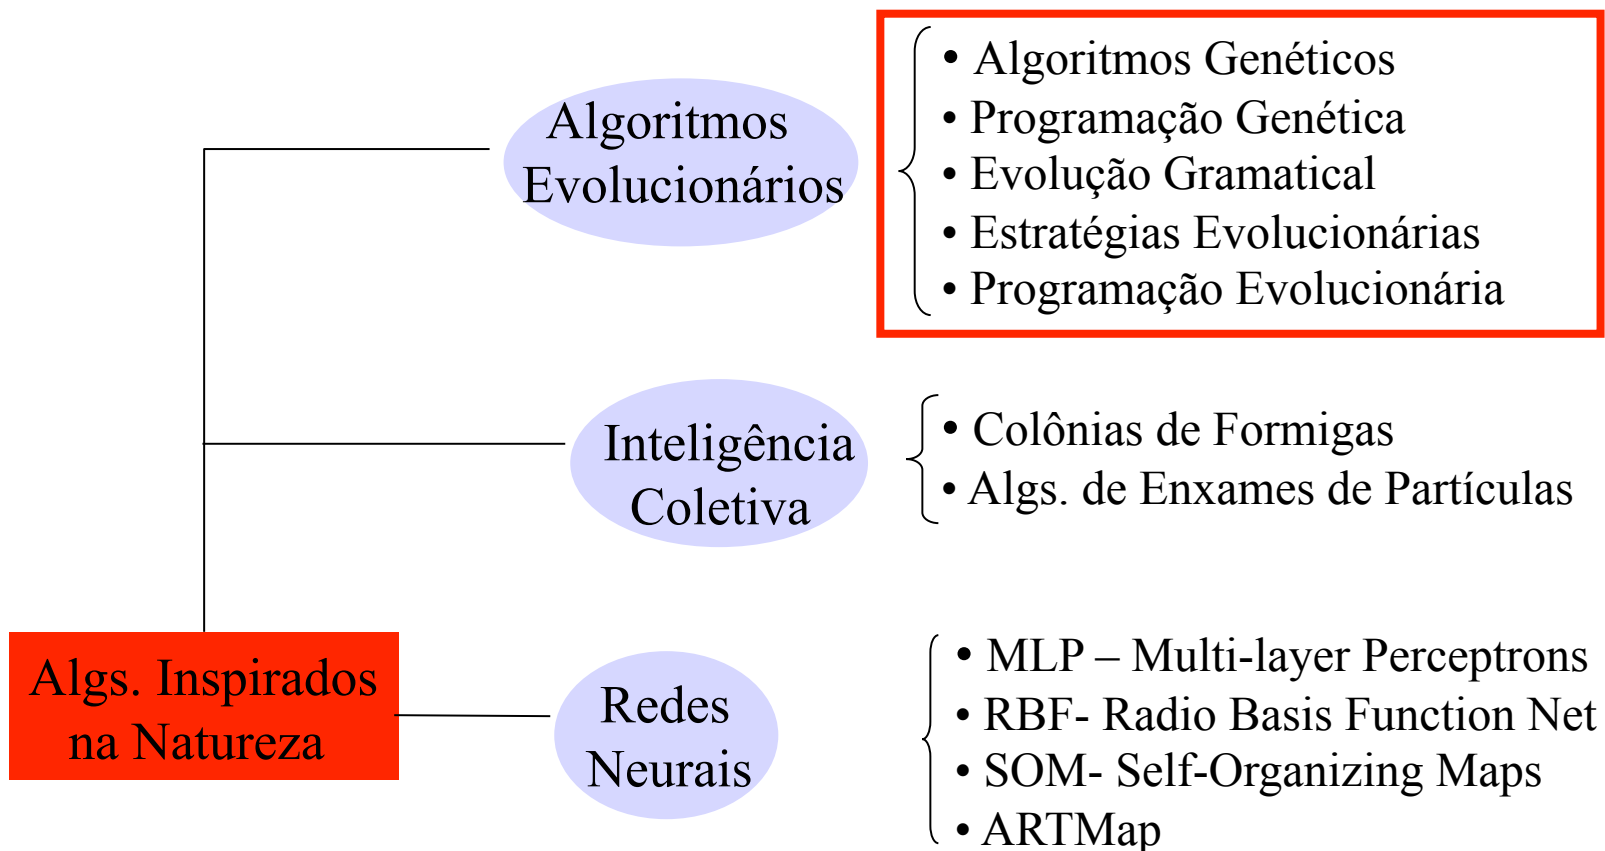 Algoritmos
Evolucionários
• Algoritmos Genéticos
• Programação Genética
• Evolução Gramatical
• Estratégias Evolucionárias
• Programação Evolucionária
Inteligência
Coletiva
• Colônias de Formigas
• Algs. de Enxames de Partículas
Algs. Inspirados
na Natureza
Redes
Neurais
• MLP – Multi-layer Perceptrons
• RBF- Radio Basis Function Net
• SOM- Self-Organizing Maps
• ARTMap